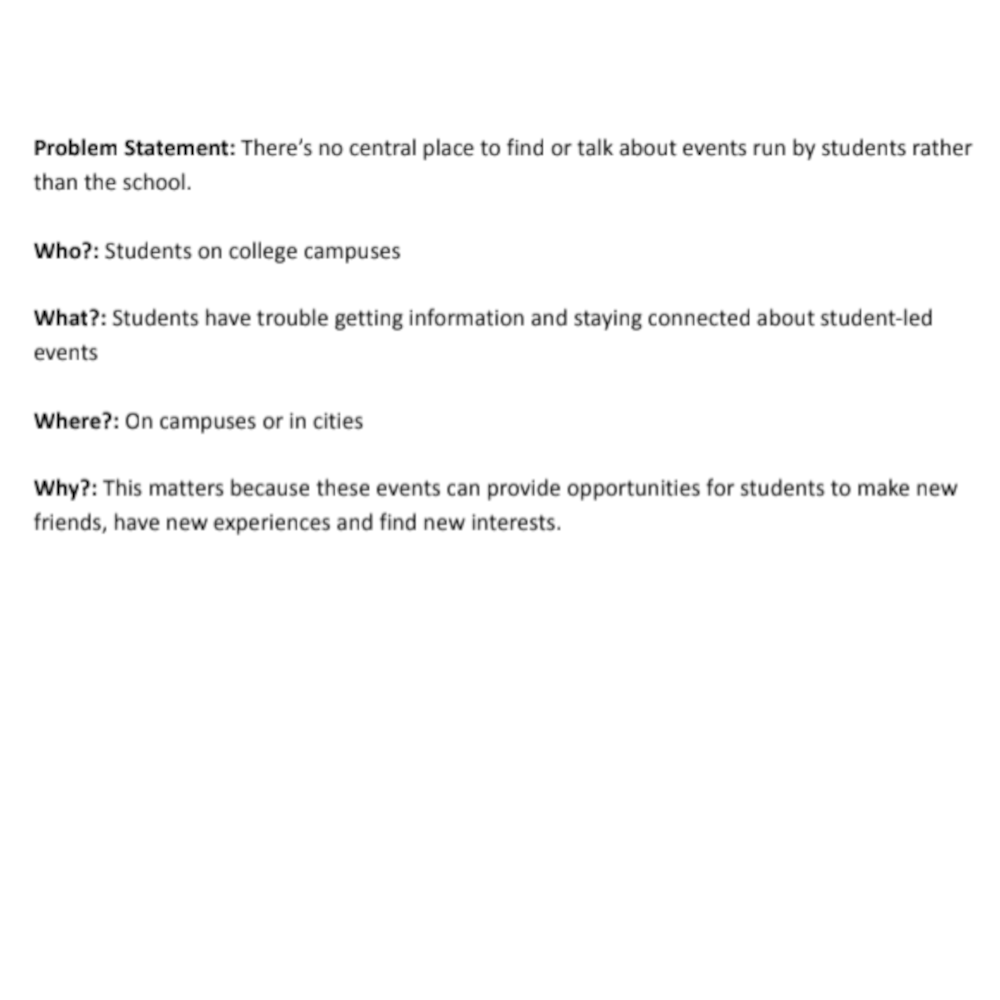 Problem Statement: There's no central place to find or talk about events run by students rather
than the school.
Who?: Students on college campuses
What?: Students have trouble getting information and staying connected about student-led
events
Where?: On campuses or in cities
Why?: This matters because these events can provide opportunities for students to make new
friends, have new experiences and find new interests.